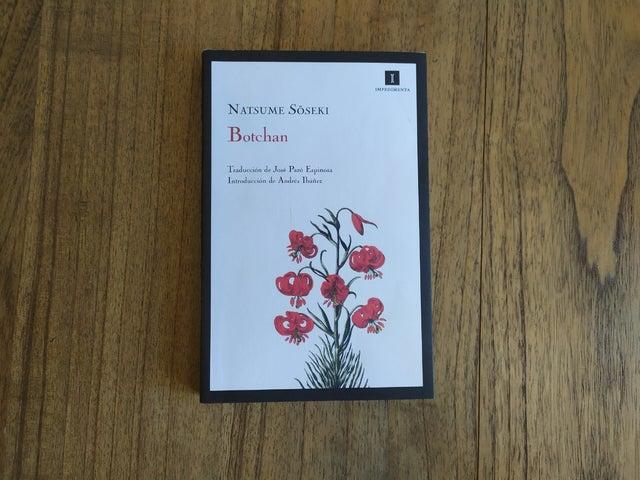 I
IMPEDIMENTA
NATSUME SŌSEKI
Botchan
Traducción de José Pazó Espinosa
Introducción de Andrés Ibáñez